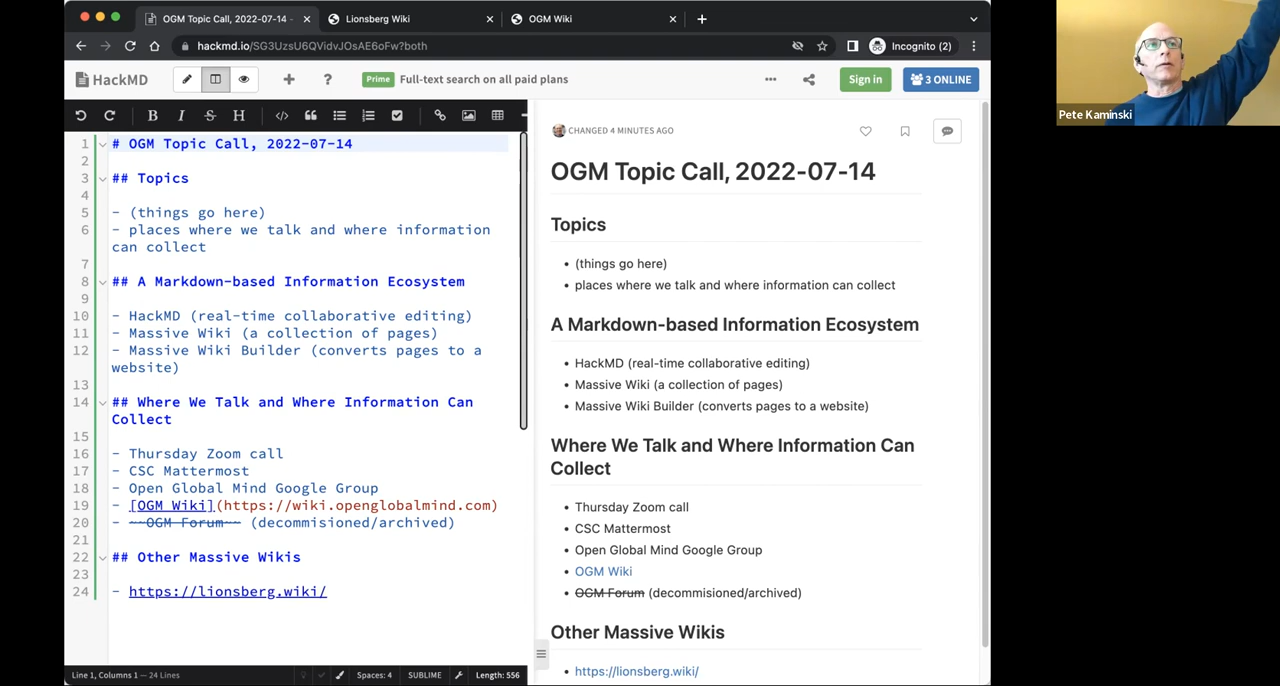 OGM Topic Call, 2022-07-14 -
Lionsberg Wiki
OGM Wiki
hackmd.io/SG3UzsU6QVidvJOsAE6oFw?both
Incognito (2)
HackMD
Prime
Full-text search on all paid plans
Sign in
3 ONLINE
1 # OGM Topic Call, 2022-07-14
2
3 ## Topics
4
5 - (things go here)
6 - places where we talk and where information
can collect
7
8 ## A Markdown-based Information Ecosystem
9
10 - HackMD (real-time collaborative editing)
11 - Massive Wiki (a collection of pages)
12 - Massive Wiki Builder (converts pages to a
website)
13
14 ## Where We Talk and Where Information Can
Collect
15
16 - Thursday Zoom call
17 - CSC Mattermost
18 - Open Global Mind Google Group
19 - [OGM Wiki](https://wiki.openglobalmind.com)
20 - ~~OGM Forum~~ (decommisioned/archived)
21
22 ## Other Massive Wikis
23
24 - https://lionsberg.wiki/
Line 1, Columns 1 — 24 Lines
Spaces: 4
SUBLIME
Length: 556
CHANGED 4 MINUTES AGO
OGM Topic Call, 2022-07-14
Topics
• (things go here)
• places where we talk and where information can collect
A Markdown-based Information Ecosystem
• HackMD (real-time collaborative editing)
• Massive Wiki (a collection of pages)
• Massive Wiki Builder (converts pages to a website)
Where We Talk and Where Information Can
Collect
• Thursday Zoom call
• CSC Mattermost
• Open Global Mind Google Group
• OGM Wiki
• OGM Forum (decommisioned/archived)
Other Massive Wikis
• https://lionsberg.wiki/
Pete Kaminski